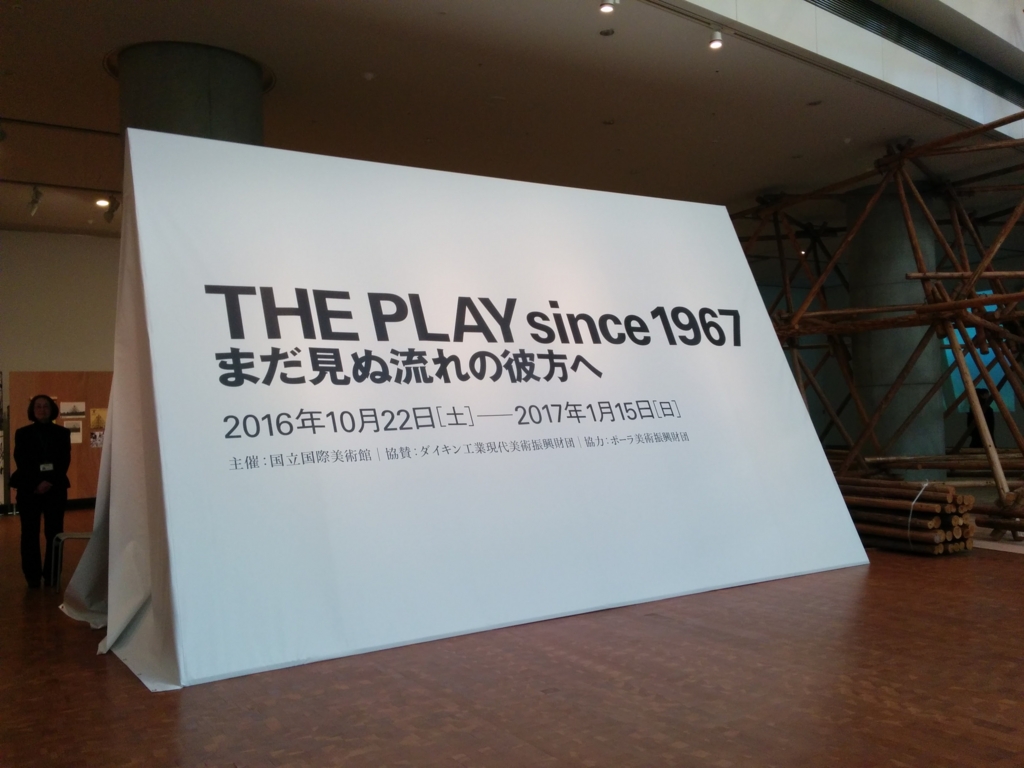 THE PLAY since 1967
まだ見ぬ流れの彼方へ
2016年10月22日[土]──2017年1月15日[日]
主催：国立国際美術館｜協賛：ダイキン工業現代美術振興財団｜協力：ポーラ美術振興財団